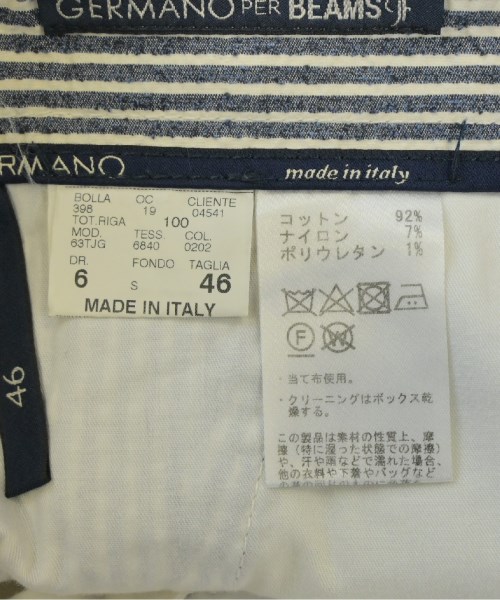 GERMANO PER BEAMS F
RMANO made in italy
BOLLA OC CLIENTE
398 19 04541
TOT.RIGA 100
MOD. TESS. COL.
63TJG 6840 0202
DR. FONDO TAGLIA
6 S 46
MADE IN ITALY
46
コットン 92%
ナイロン 7%
ポリウレタン 1%
F W
・当て布使用。
・クリーニングはボックス乾
燥する。
この製品は素材の性質上、摩
擦(特に湿った状態での摩擦)
や、汗や雨などで濡れた場合、
他の衣料や下着やバッグなど